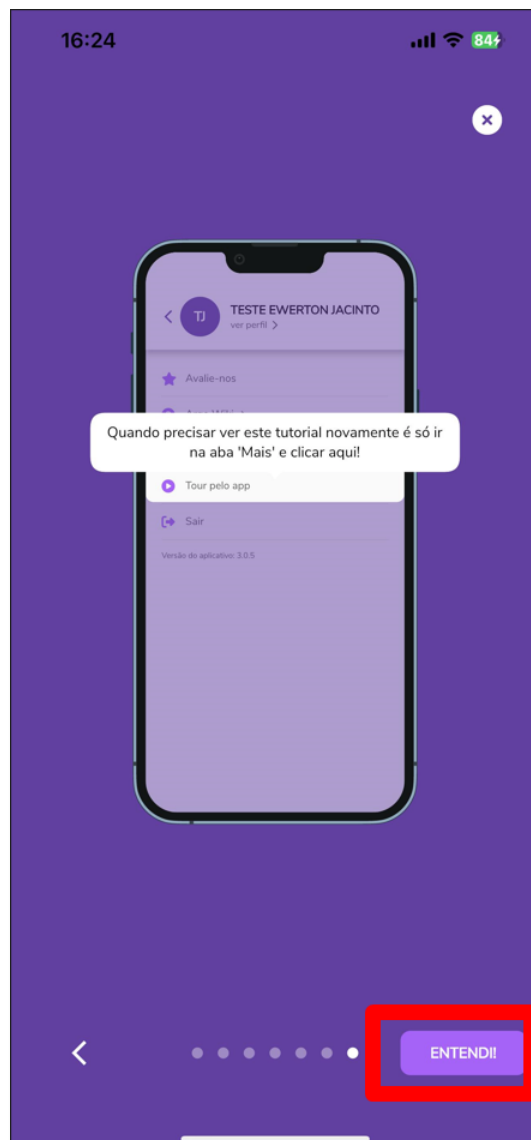 16:24
84
TJ
TESTE EWERTON JACINTO
ver perfil
Avalie-nos
Quando precisar ver este tutorial novamente é só ir
na aba 'Mais' e clicar aqui!
Tour pelo app
Sair
Versão do aplicativo: 3.0.5
ENTENDI!